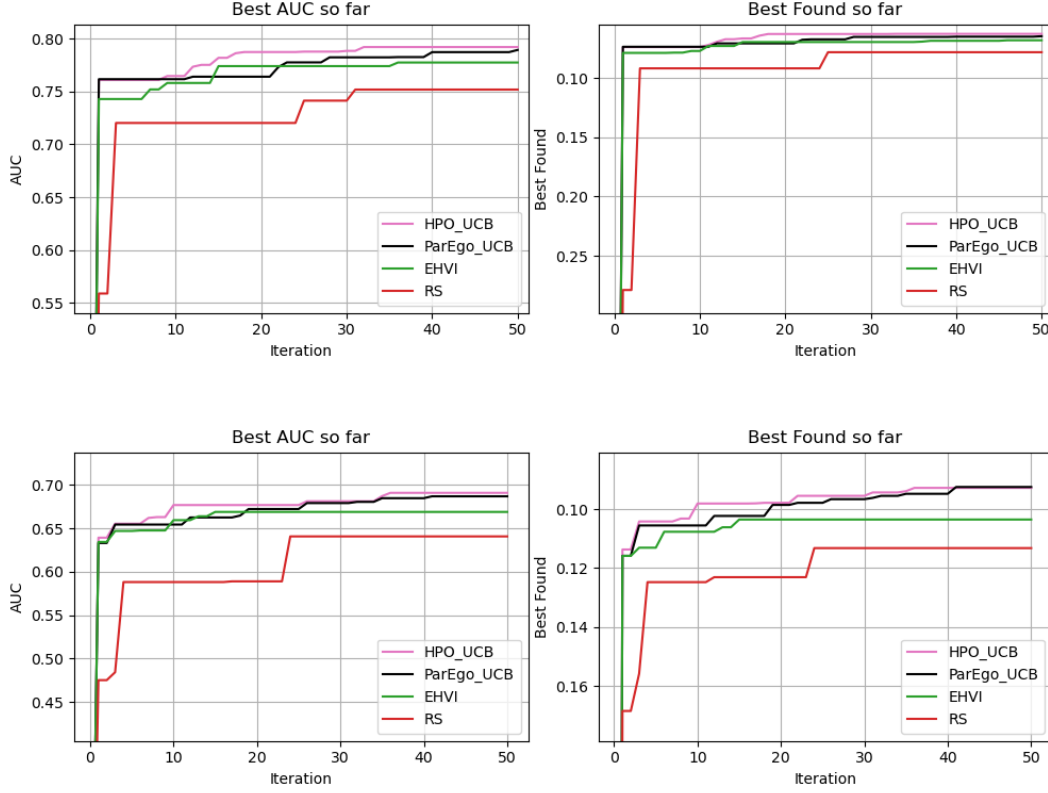 Best AUC so far
AUC
0.80
0.75
0.70
0.65
0.60
0.55
0 10 20 30 40 50
Iteration
HPO_UCB
ParEgo_UCB
EHVI
RS
Best Found so far
Best Found
0.10
0.15
0.20
0.25
0 10 20 30 40 50
Iteration
HPO_UCB
ParEgo_UCB
EHVI
RS
Best AUC so far
AUC
0.70
0.65
0.60
0.55
0.50
0.45
0 10 20 30 40 50
Iteration
HPO_UCB
ParEgo_UCB
EHVI
RS
Best Found so far
Best Found
0.10
0.12
0.14
0.16
0 10 20 30 40 50
Iteration
HPO_UCB
ParEgo_UCB
EHVI
RS